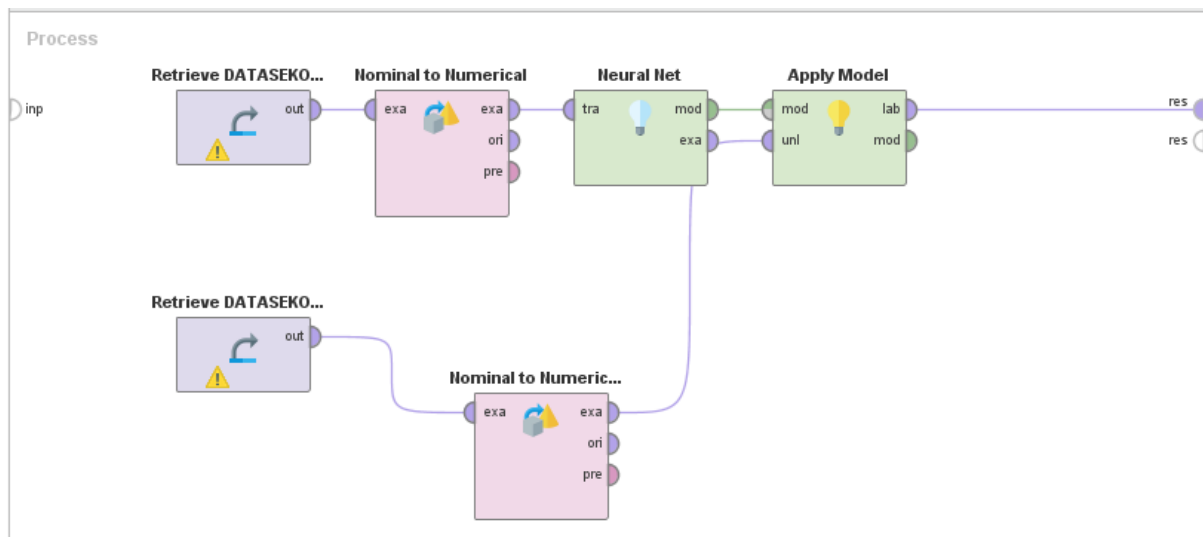 Process
Retrieve DATASEKO... Nominal to Numerical Neural Net Apply Model
inp out exa exa tra mod mod lab res
ori exa unl mod res
pre
Retrieve DATASEKO...
out
Nominal to Numeric...
exa exa
ori
pre